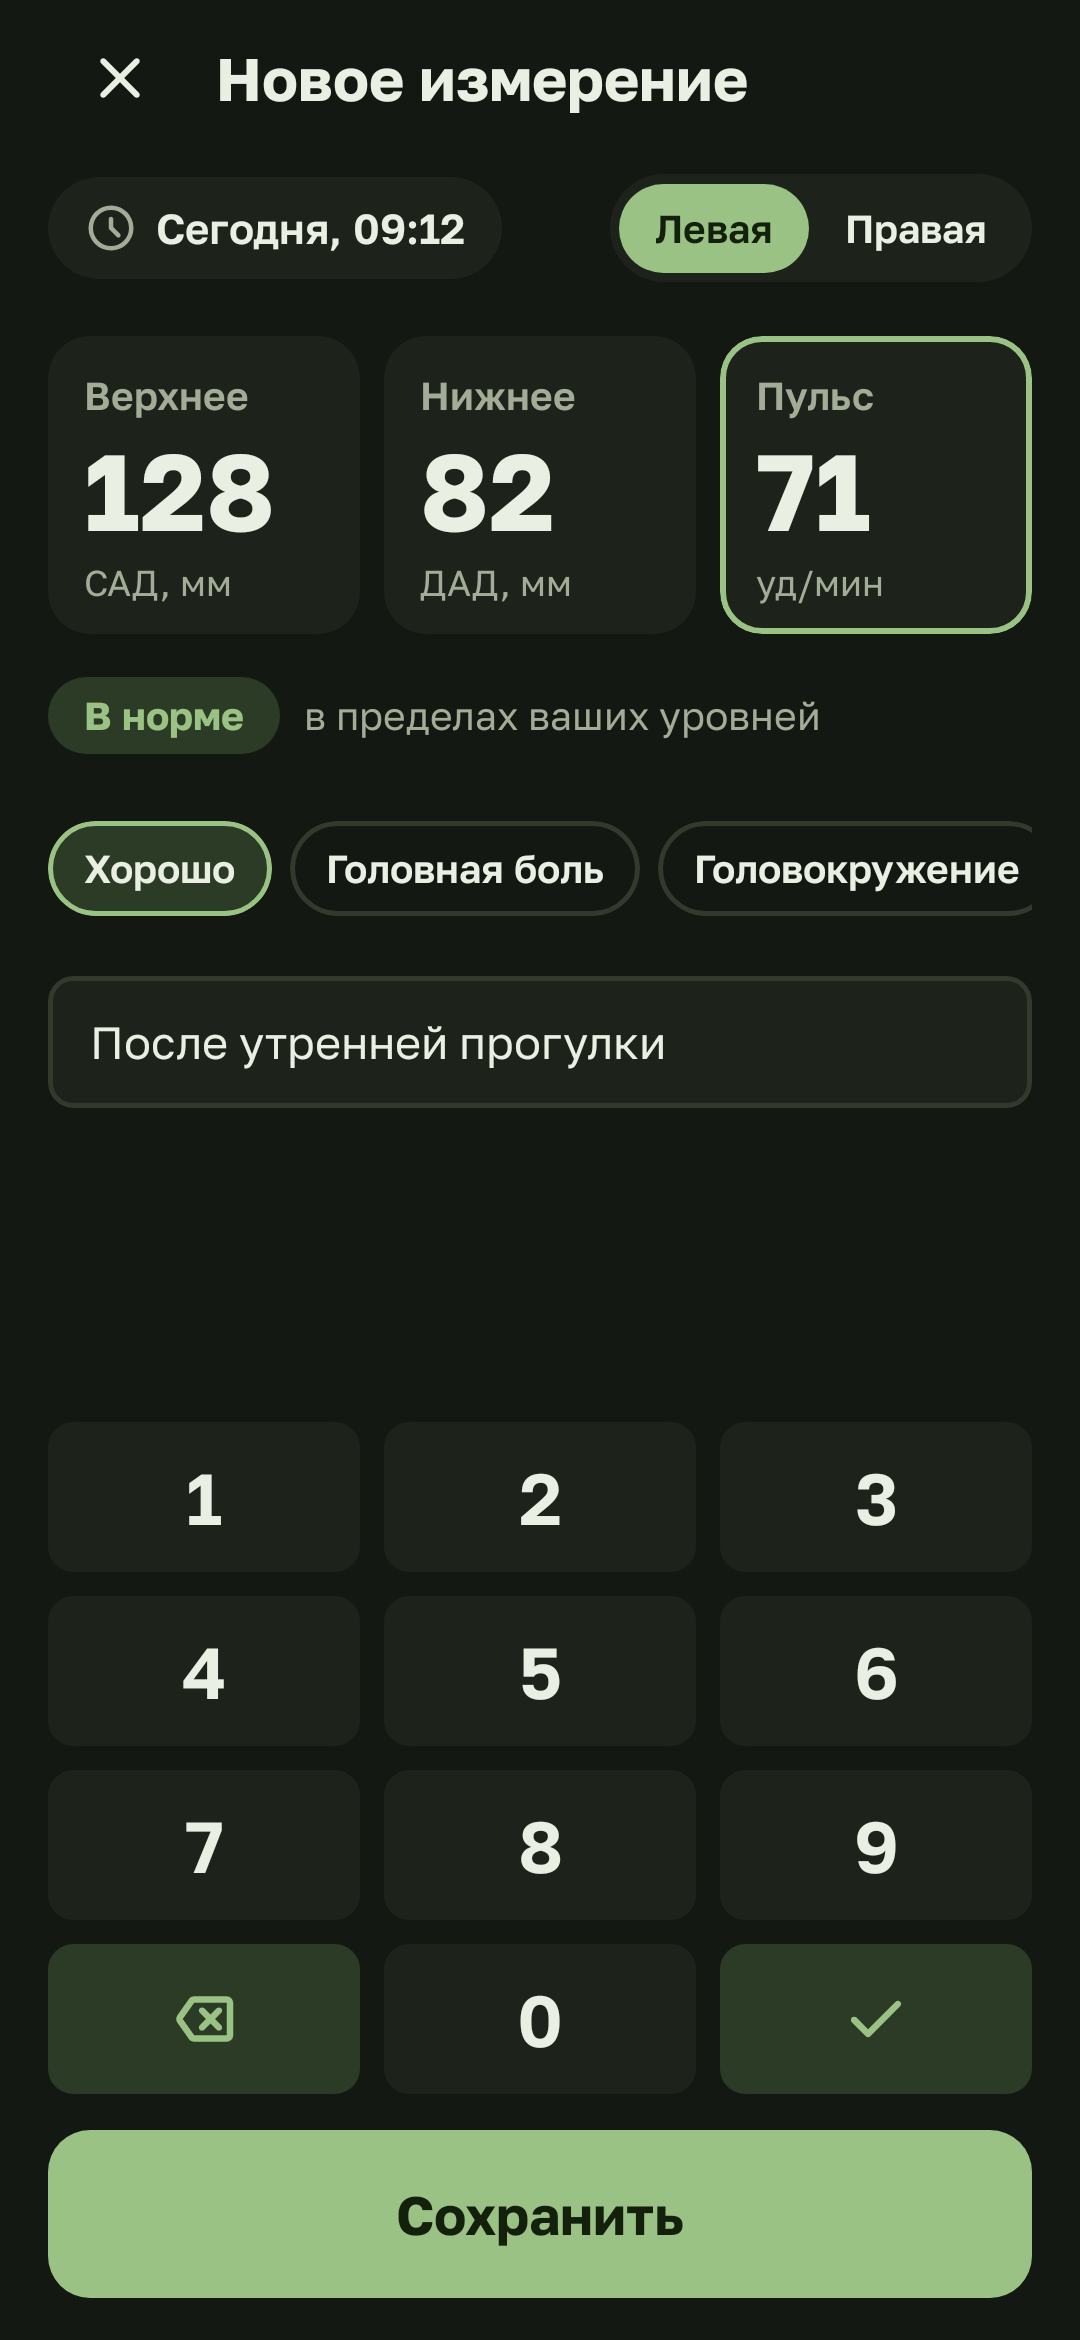 Новое измерение
Сегодня, 09:12
Левая Правая
Верхнее Нижнее Пульс
128 82 71
САД, мм ДАД, мм уд/мин
В норме в пределах ваших уровней
Хорошо Головная боль Головокружение
После утренней прогулки
1 2 3
4 5 6
7 8 9
0
Сохранить